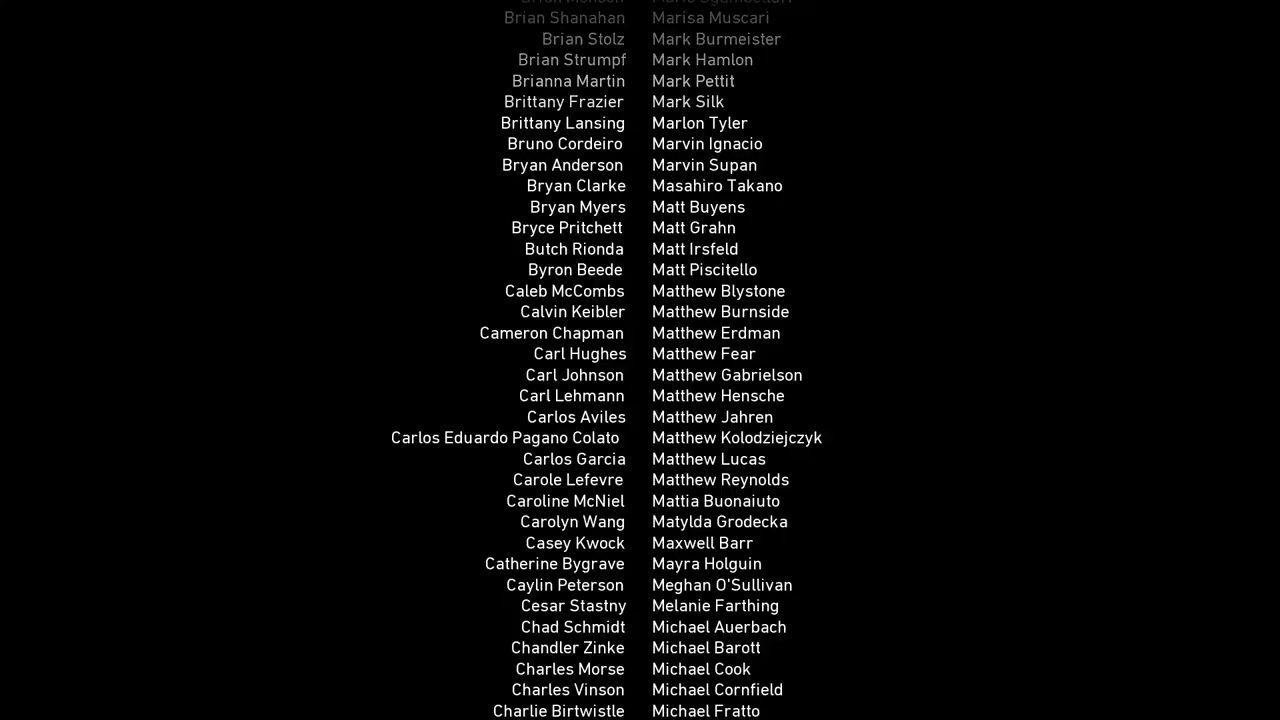 Brian Shanahan Marisa Muscari
Brian Stolz Mark Burmeister
Brian Strumpf Mark Hamlon
Brianna Martin Mark Pettit
Brittany Frazier Mark Silk
Brittany Lansing Marlon Tyler
Bruno Cordeiro Marvin Ignacio
Bryan Anderson Marvin Supan
Bryan Clarke Masahiro Takano
Bryan Myers Matt Buyens
Bryce Pritchett Matt Grahn
Butch Rionda Matt Irsfeld
Byron Beede Matt Piscitello
Caleb McCombs Matthew Blystone
Calvin Keibler Matthew Burnside
Cameron Chapman Matthew Erdman
Carl Hughes Matthew Fear
Carl Johnson Matthew Gabrielson
Carl Lehmann Matthew Hensche
Carlos Aviles Matthew Jahren
Carlos Eduardo Pagano Colato Matthew Kolodziejczyk
Carlos Garcia Matthew Lucas
Carole Lefevre Matthew Reynolds
Caroline McNiel Mattia Buonaiuto
Carolyn Wang Matylda Grodecka
Casey Kwock Maxwell Barr
Catherine Bygrave Mayra Holguin
Caylin Peterson Meghan O'Sullivan
Cesar Stastny Melanie Farthing
Chad Schmidt Michael Auerbach
Chandler Zinke Michael Barott
Charles Morse Michael Cook
Charles Vinson Michael Cornfield
Charlie Birtwistle Michael Fratto